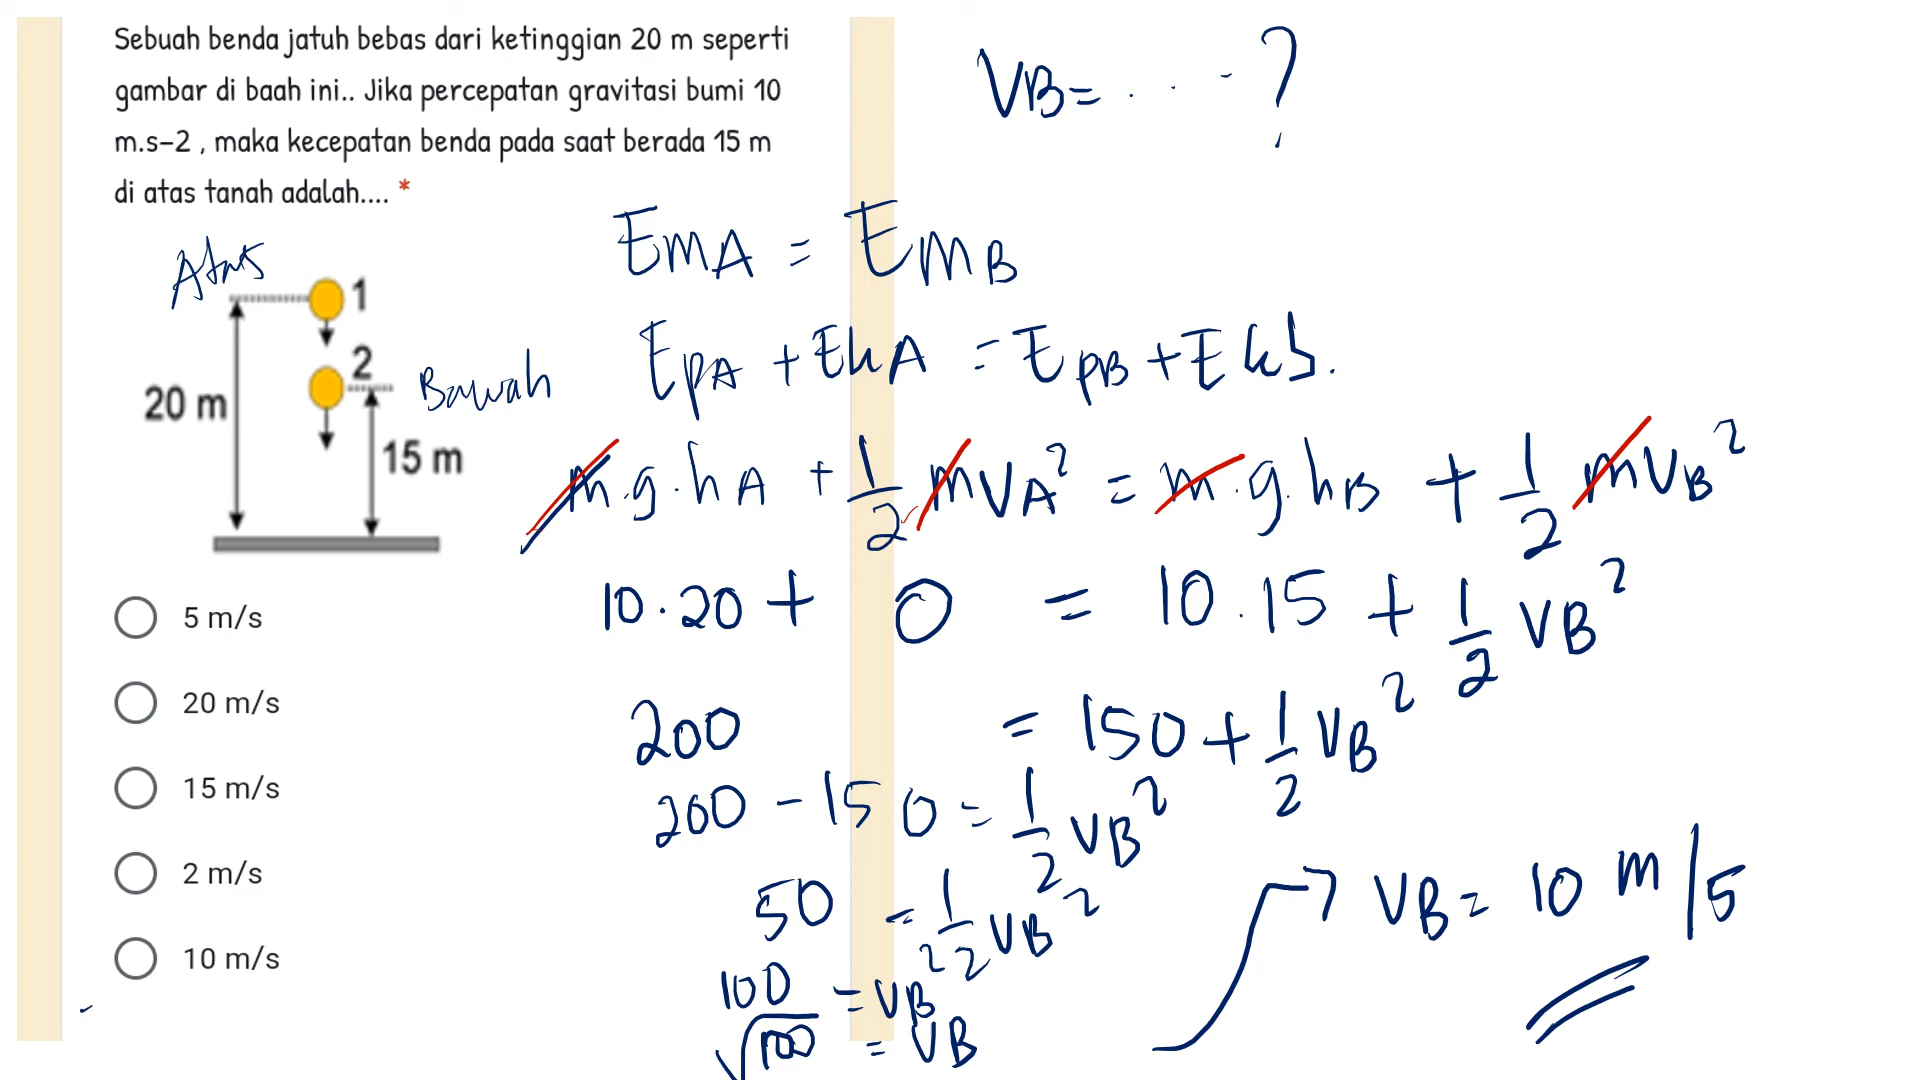 Sebuah benda jatuh bebas dari ketinggian 20 m seperti
gambar di baah ini.. Jika percepatan gravitasi bumi 10
m.s-2 , maka kecepatan benda pada saat berada 15 m
di atas tanah adalah.... *
VB= . . . . ?
Atas
1
2
Bawah
20 m
15 m
EmA = EmB
EPA + EkA = EPB + Ekb.
m.g.hA + 1/2 mVA² = m.g.hB + 1/2 mVB²
10.20 + 0 = 10.15 + 1/2 VB²
200 = 150 + 1/2 VB²
200 - 150 = 1/2 VB²
50 = 1/2 VB²
100 = VB²
√100 = VB
VB = 10 m/s
5 m/s
20 m/s
15 m/s
2 m/s
10 m/s